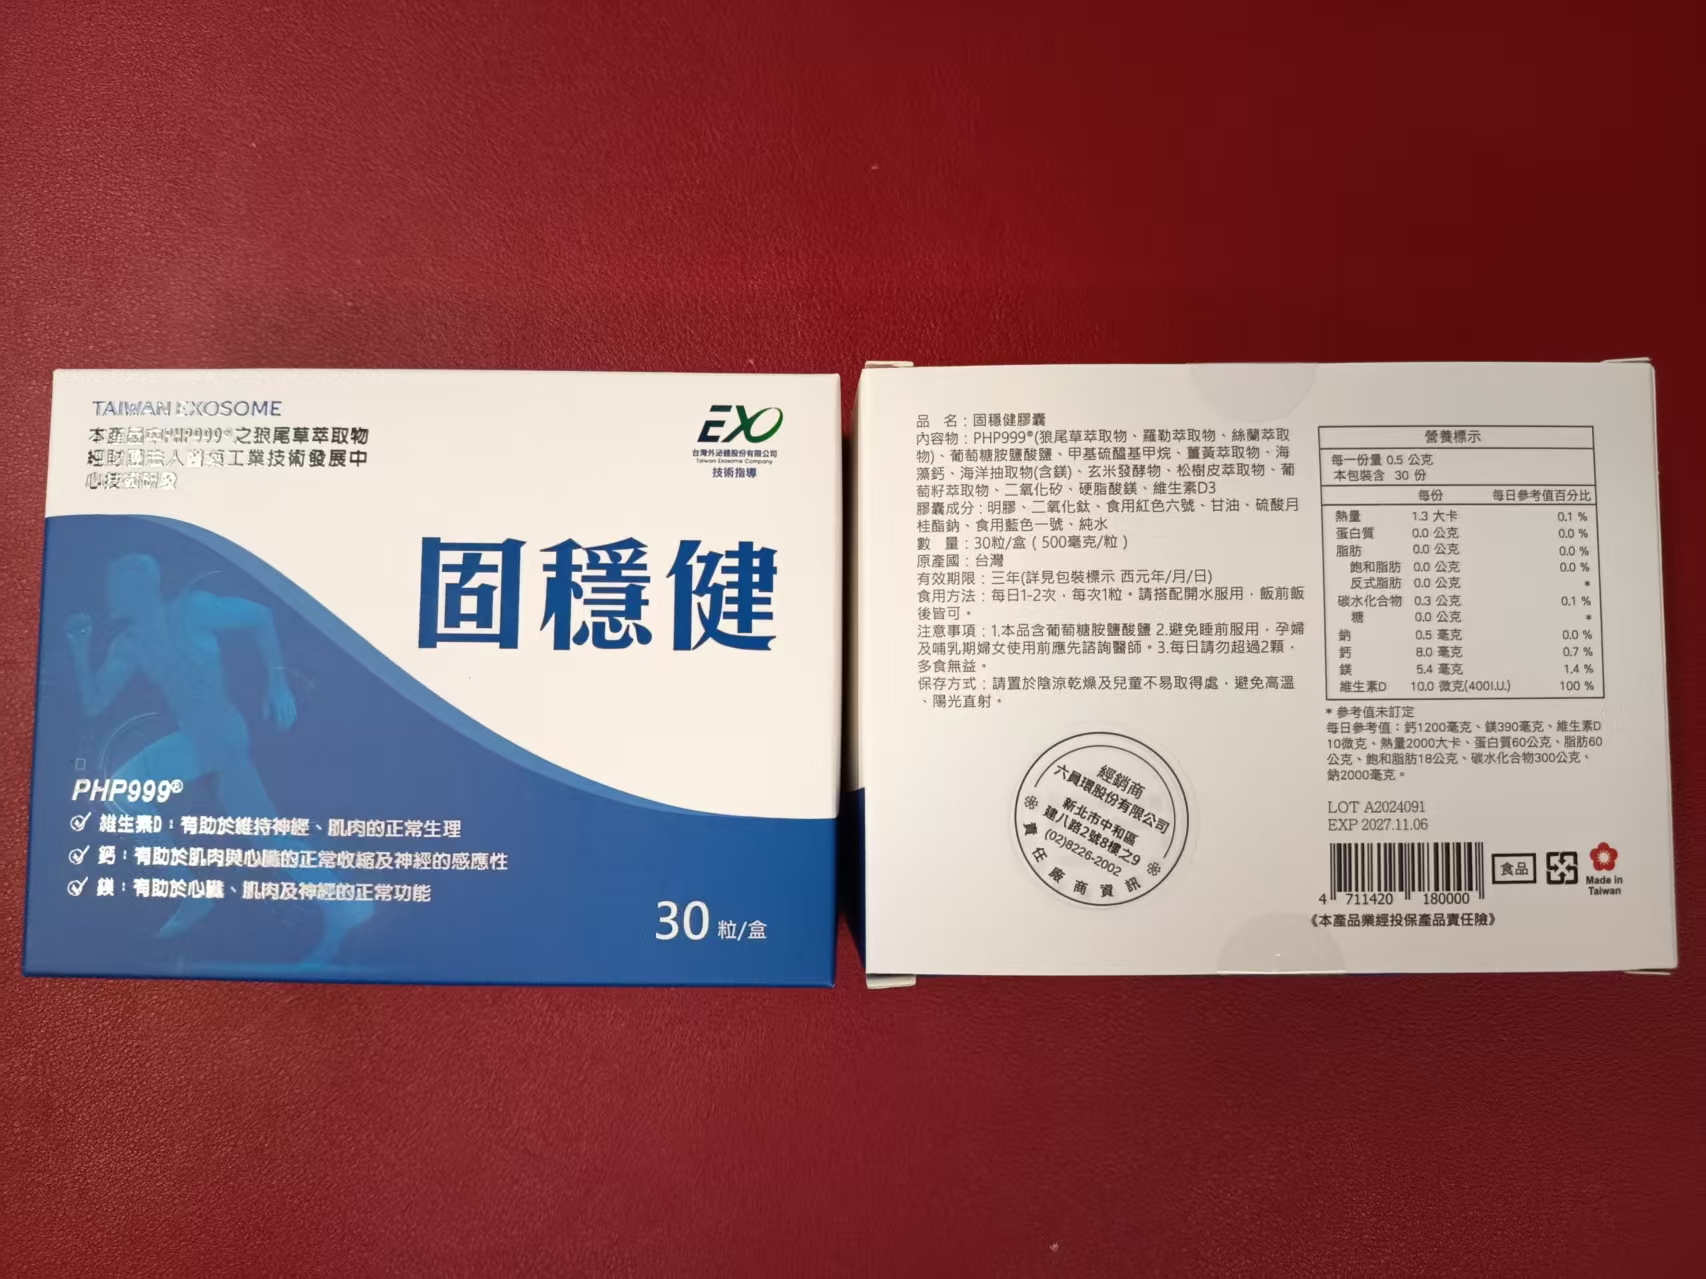 TAIWAN EXOSOME
本產品中PHP999®之狼尾草萃取物
經財團法人醫藥工業技術發展中
心技術研發
EXO
台灣外泌體股份有限公司
Taiwan Exosome Company
技術指導
固穩健
PHP999®
維生素D：有助於維持神經、肌肉的正常生理
鈣：有助於肌肉與心臟的正常收縮及神經的感應性
鎂：有助於心臟、肌肉及神經的正常功能
30 粒/盒
品 名：固穩健膠囊
內容物：PHP999®(狼尾草萃取物、羅勒萃取物、絲蘭萃取
物)、葡萄糖胺鹽酸鹽、甲基硫醯基甲烷、薑黃萃取物、海
藻鈣、海洋抽取物(含鎂)、玄米發酵物、松樹皮萃取物、葡
萄籽萃取物、二氧化矽、硬脂酸鎂、維生素D3
膠囊成分：明膠、二氧化鈦、食用紅色六號、甘油、硫酸月
桂酯鈉、食用藍色一號、純水
數 量：30粒/盒（500毫克/粒）
原產國：台灣
有效期限：三年(詳見包裝標示 西元年/月/日)
食用方法：每日1-2次，每次1粒。請搭配開水服用，飯前飯
後皆可。
注意事項：1.本品含葡萄糖胺鹽酸鹽 2.避免睡前服用，孕婦
及哺乳期婦女使用前應先諮詢醫師。3.每日請勿超過2顆，
多食無益。
保存方式：請置於陰涼乾燥及兒童不易取得處，避免高溫
、陽光直射。
經銷商
六員環股份有限公司
新北市中和區
建八路2號8樓之9
(02)8226-2002
責任廠商資訊
營養標示
每一份量 0.5 公克
本包裝含 30 份
每份 每日參考值百分比
熱量 1.3 大卡 0.1 %
蛋白質 0.0 公克 0.0 %
脂肪 0.0 公克 0.0 %
飽和脂肪 0.0 公克 0.0 %
反式脂肪 0.0 公克 *
碳水化合物 0.3 公克 0.1 %
糖 0.0 公克 *
鈉 0.5 毫克 0.0 %
鈣 8.0 毫克 0.7 %
鎂 5.4 毫克 1.4 %
維生素D 10.0 微克(400I.U.) 100 %
* 參考值未訂定
每日參考值：鈣1200毫克、鎂390毫克、維生素D
10微克、熱量2000大卡、蛋白質60公克、脂肪60
公克、飽和脂肪18公克、碳水化合物300公克、
鈉2000毫克。
LOT A2024091
EXP 2027.11.06
4 711420 180000
食品
Made in
Taiwan
《本產品業經投保產品責任險》